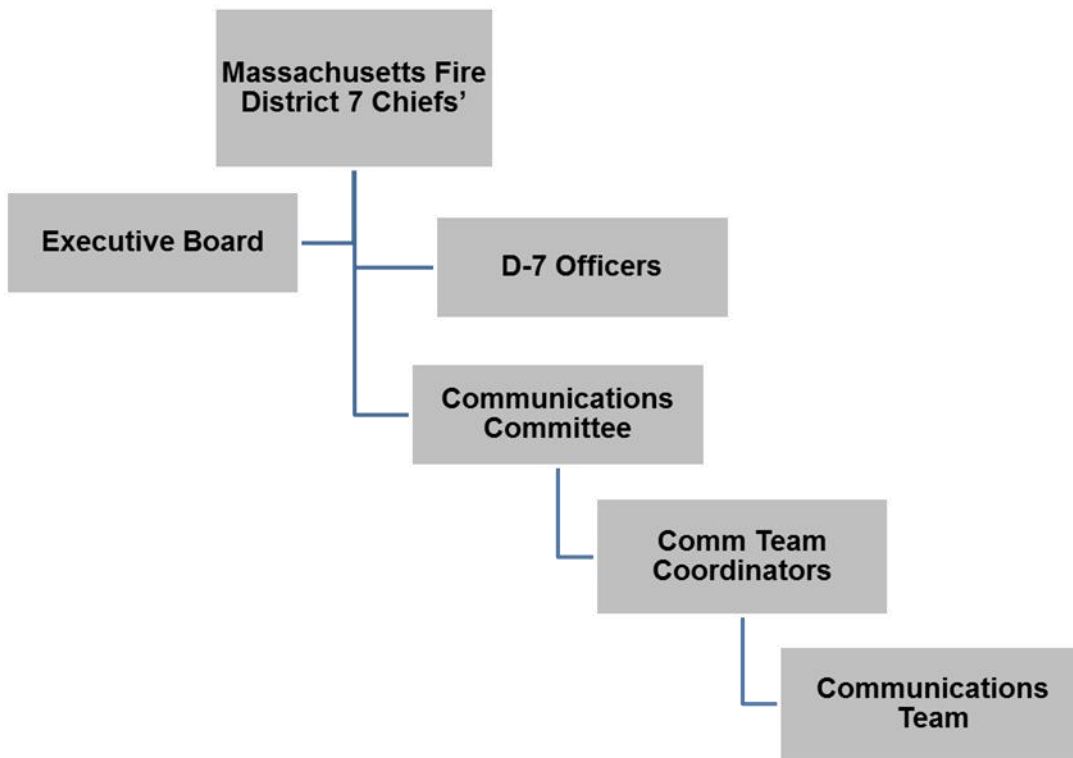 Massachusetts Fire
District 7 Chiefs’
Executive Board
D-7 Officers
Communications
Committee
Comm Team
Coordinators
Communications
Team